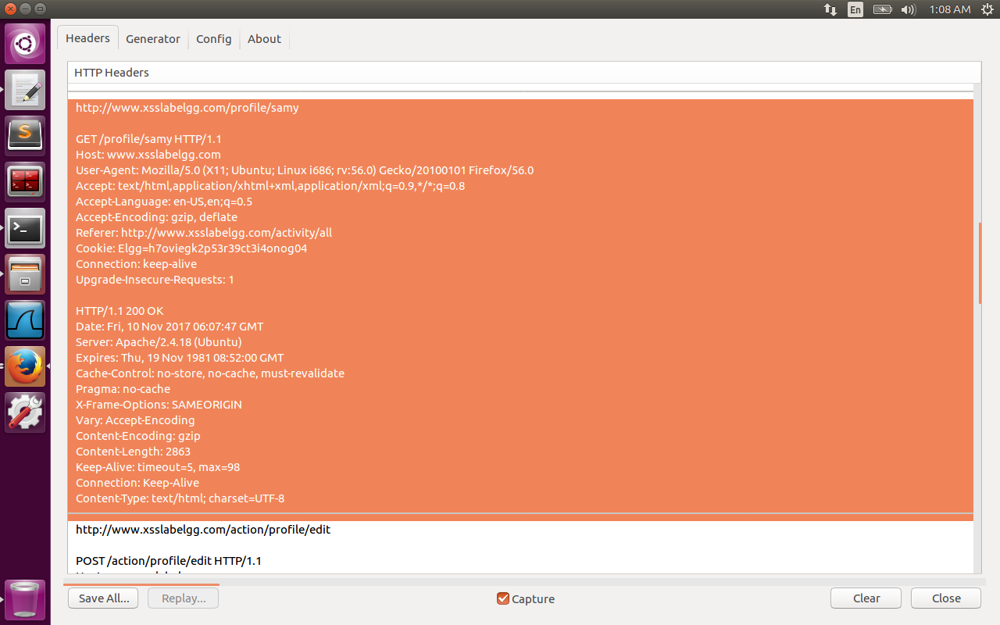 En
1:08 AM
Headers
Generator
Config
About
HTTP Headers
http://www.xsslabelgg.com/profile/samy
GET /profile/samy HTTP/1.1
Host: www.xsslabelgg.com
User-Agent: Mozilla/5.0 (X11; Ubuntu; Linux i686; rv:56.0) Gecko/20100101 Firefox/56.0
Accept: text/html,application/xhtml+xml,application/xml;q=0.9,*/*;q=0.8
Accept-Language: en-US,en;q=0.5
Accept-Encoding: gzip, deflate
Referer: http://www.xsslabelgg.com/activity/all
Cookie: Elgg=h7oviegk2p53r39ct3i4onog04
Connection: keep-alive
Upgrade-Insecure-Requests: 1
HTTP/1.1 200 OK
Date: Fri, 10 Nov 2017 06:07:47 GMT
Server: Apache/2.4.18 (Ubuntu)
Expires: Thu, 19 Nov 1981 08:52:00 GMT
Cache-Control: no-store, no-cache, must-revalidate
Pragma: no-cache
X-Frame-Options: SAMEORIGIN
Vary: Accept-Encoding
Content-Encoding: gzip
Content-Length: 2863
Keep-Alive: timeout=5, max=98
Connection: Keep-Alive
Content-Type: text/html; charset=UTF-8
http://www.xsslabelgg.com/action/profile/edit
POST /action/profile/edit HTTP/1.1
Save All...
Replay...
Capture
Clear
Close